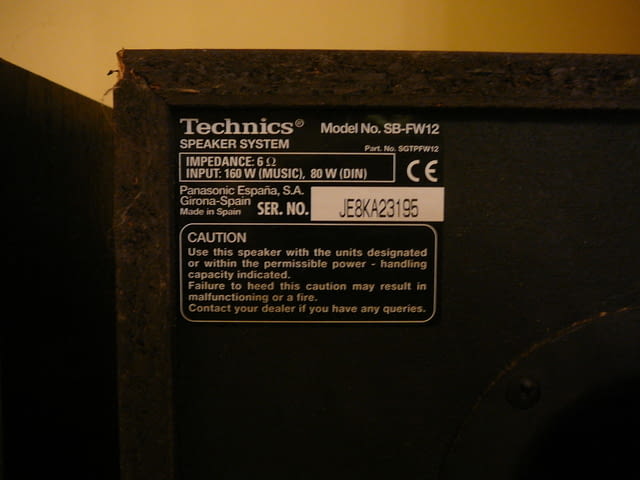 Technics® Model No. SB-FW12
SPEAKER SYSTEM Part. No. SGTPFW12
IMPEDANCE: 6 Ω
INPUT: 160 W (MUSIC), 80 W (DIN)
CE
Panasonic España, S.A.
Girona-Spain
Made in Spain SER. NO. JE8KA23195
CAUTION
Use this speaker with the units designated
or within the permissible power - handling
capacity indicated.
Failure to heed this caution may result in
malfunctioning or a fire.
Contact your dealer if you have any queries.